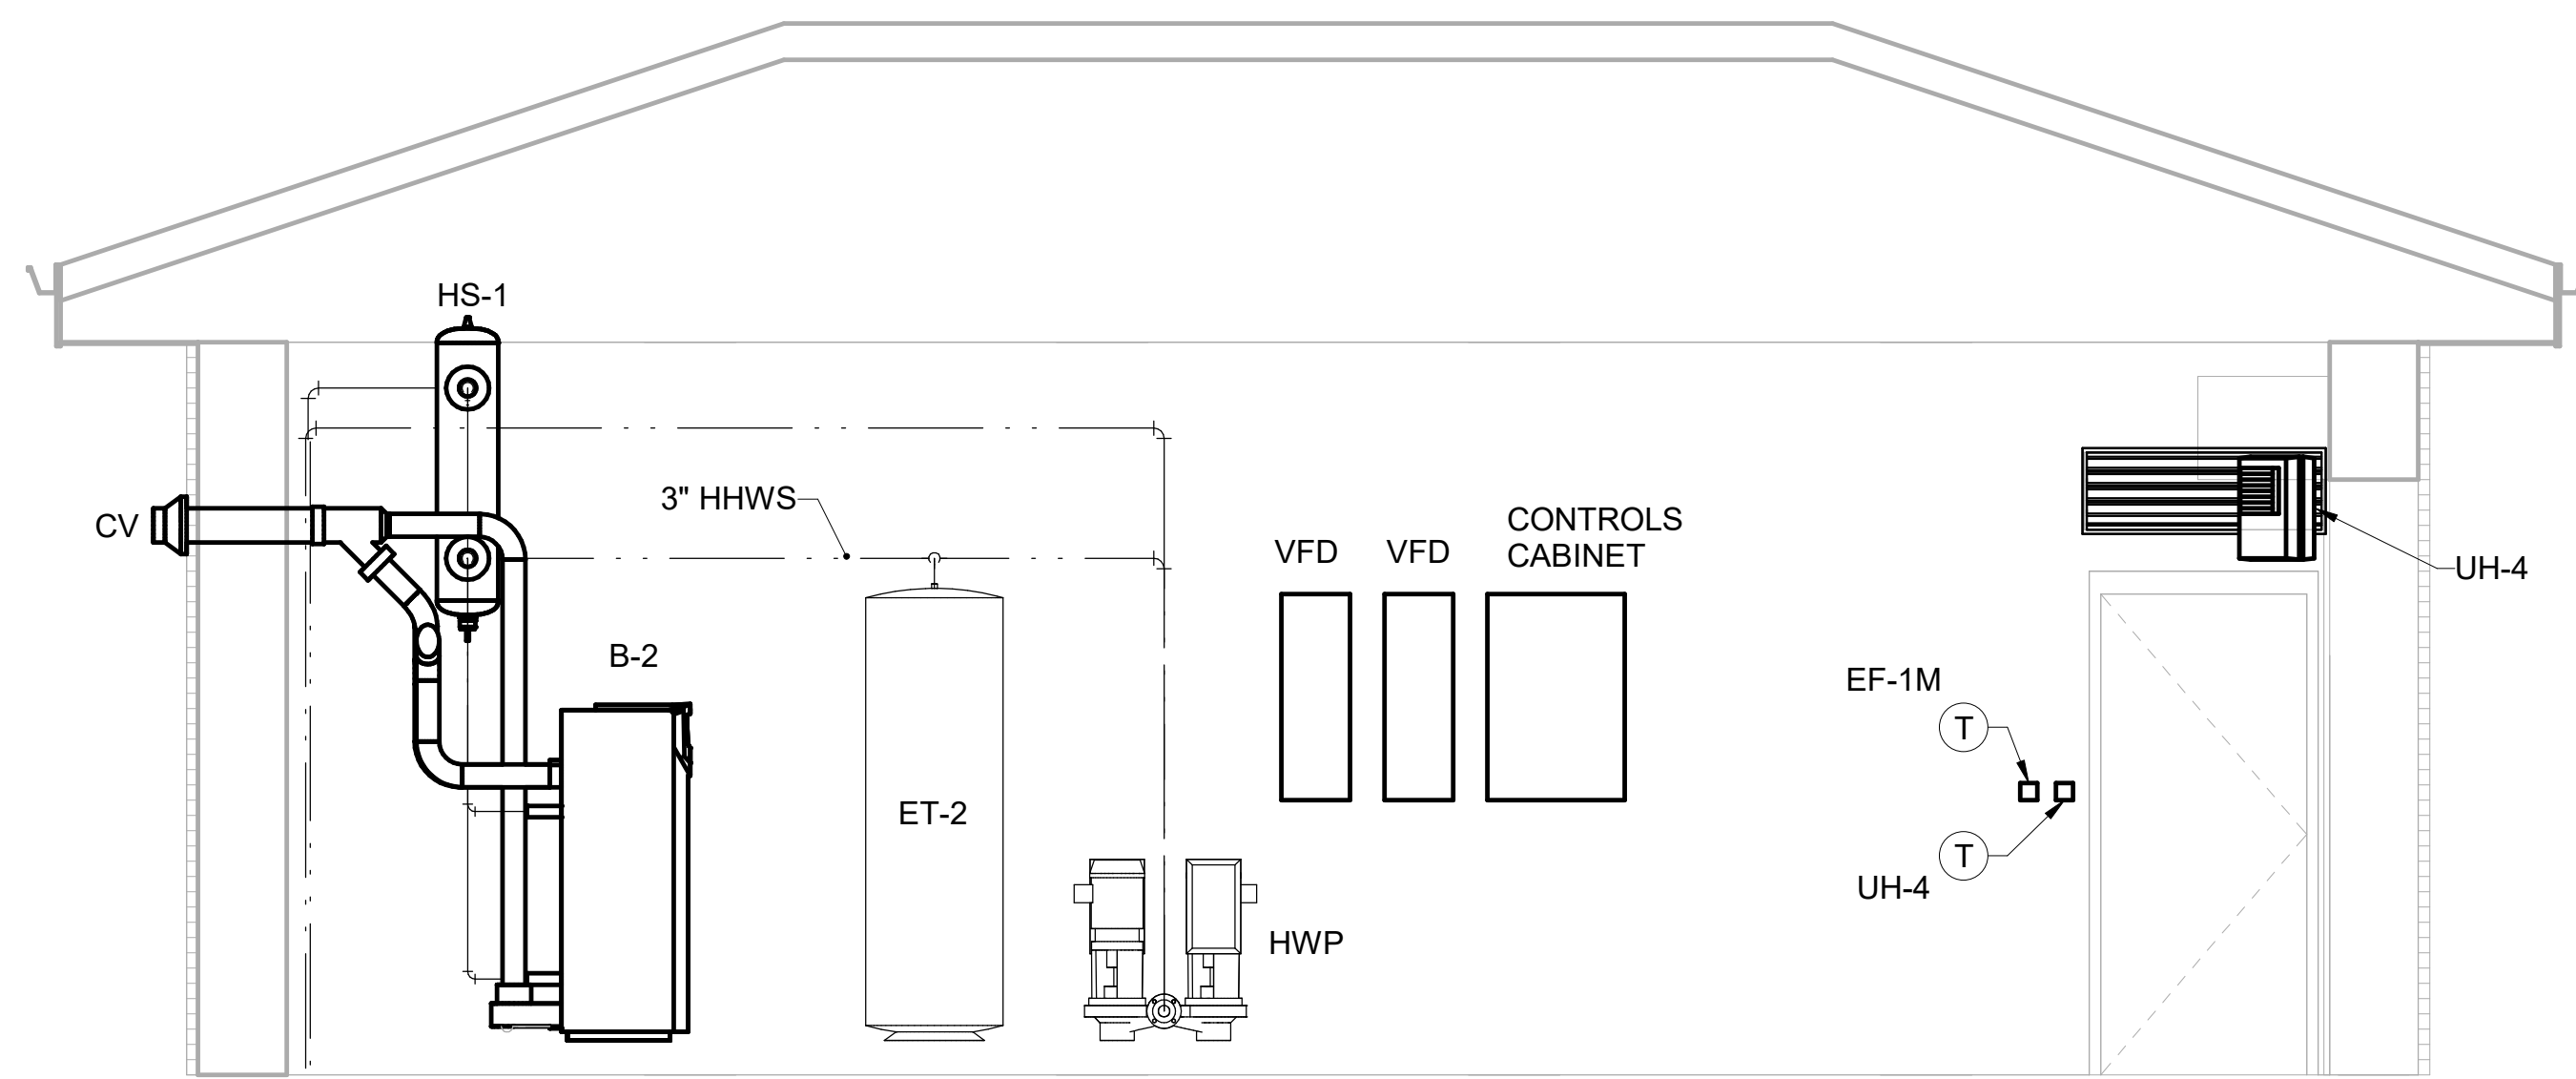 HS-1
3" HHWS
CV
CONTROLS
CABINET
VFD
VFD
UH-4
B-2
EF-1M
T
ET-2
T
UH-4
HWP